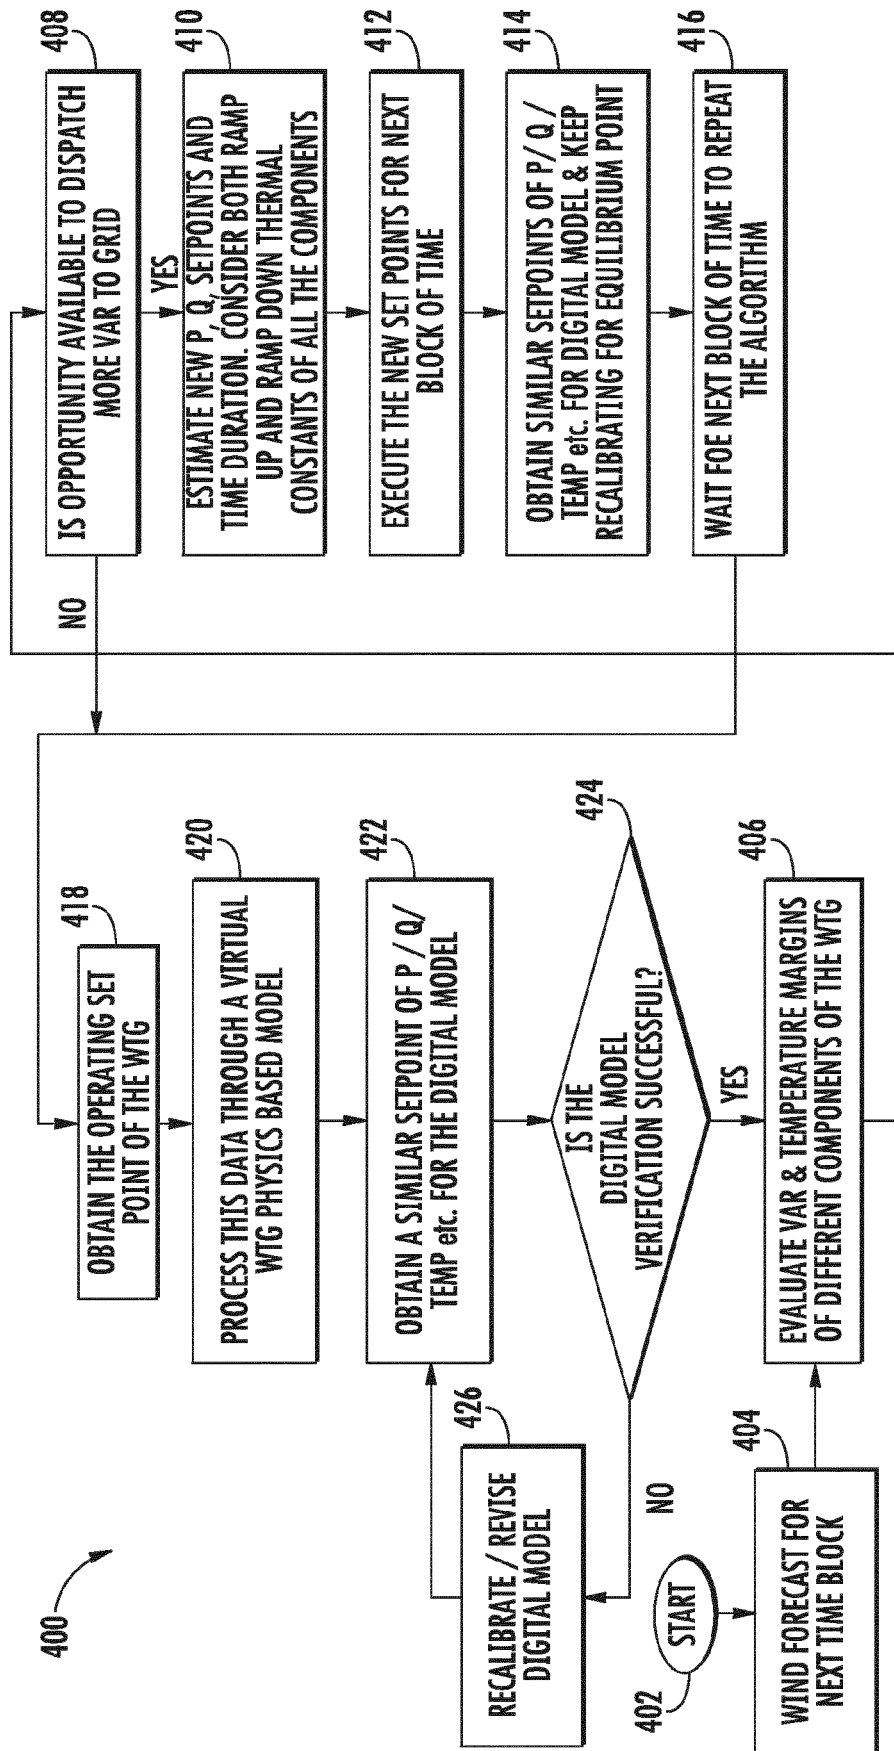 400
402
START
404
WIND FORECAST FOR
NEXT TIME BLOCK
418
OBTAIN THE OPERATING SET
POINT OF THE WTG
420
PROCESS THIS DATA THROUGH A VIRTUAL
WTG PHYSICS BASED MODEL
422
OBTAIN A SIMILAR SETPOINT OF P / Q/
TEMP etc. FOR THE DIGITAL MODEL
424
IS THE
DIGITAL MODEL
VERIFICATION SUCCESSFUL?
NO
YES
426
RECALIBRATE / REVISE
DIGITAL MODEL
406
EVALUATE VAR & TEMPERATURE MARGINS
OF DIFFERENT COMPONENTS OF THE WTG
408
IS OPPORTUNITY AVAILABLE TO DISPATCH
MORE VAR TO GRID
NO
YES
410
ESTIMATE NEW P, Q, SETPOINTS AND
TIME DURATION. CONSIDER BOTH RAMP
UP AND RAMP DOWN THERMAL
CONSTANTS OF ALL THE COMPONENTS
412
EXECUTE THE NEW SET POINTS FOR NEXT
BLOCK OF TIME
414
OBTAIN SIMILAR SETPOINTS OF P/ Q /
TEMP etc. FOR DIGITAL MODEL & KEEP
RECALIBRATING FOR EQUILIBRIUM POINT
416
WAIT FOE NEXT BLOCK OF TIME TO REPEAT
THE ALGORITHM